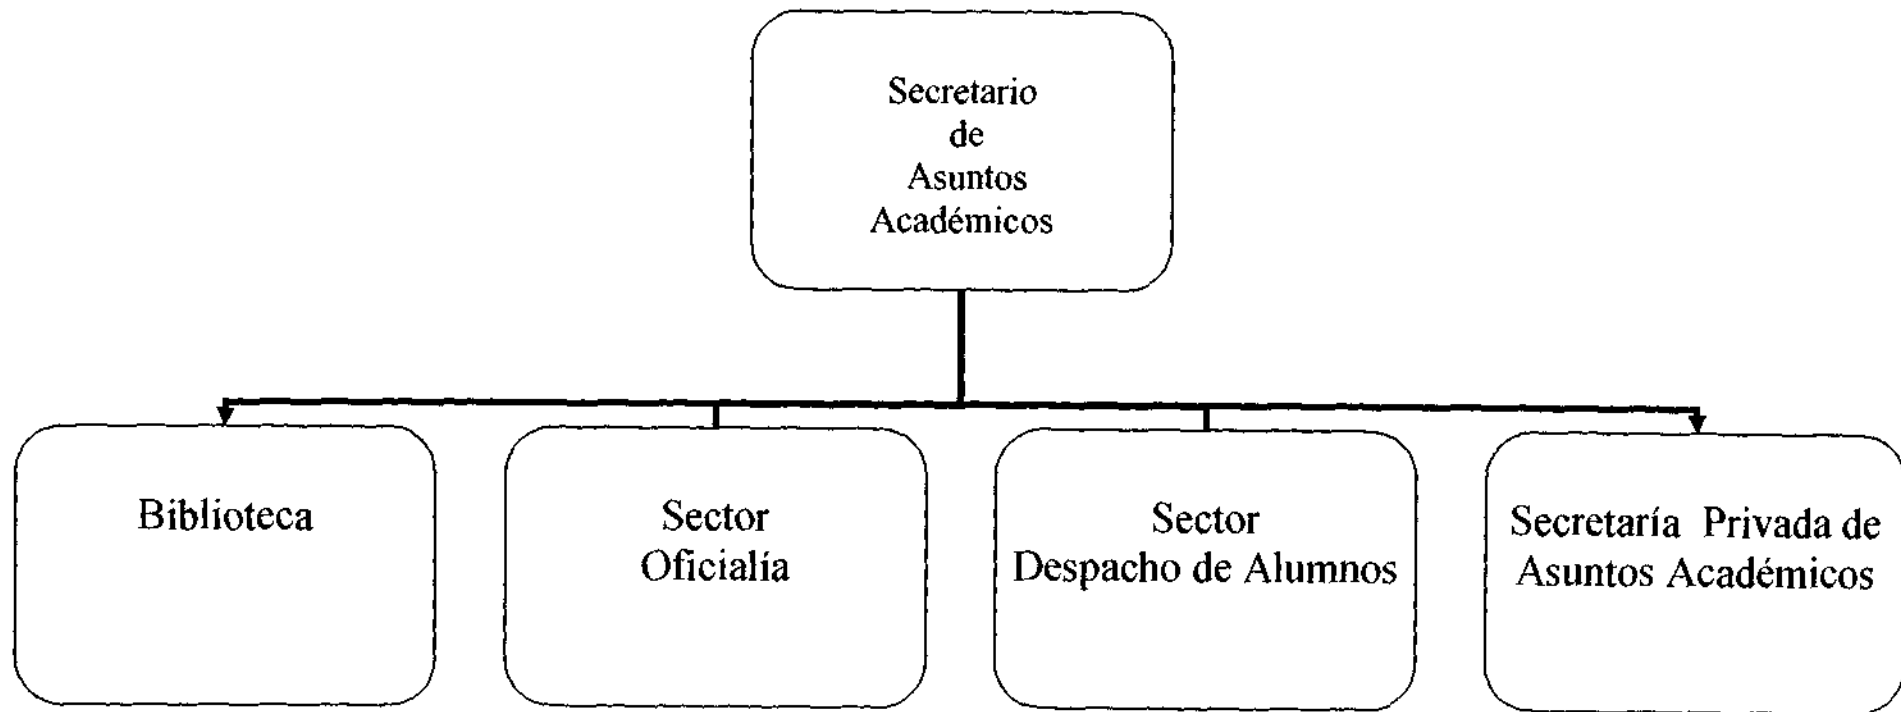 Secretario
de
Asuntos
Académicos
Biblioteca
Sector
Oficialía
Sector
Despacho de Alumnos
Secretaría Privada de
Asuntos Académicos